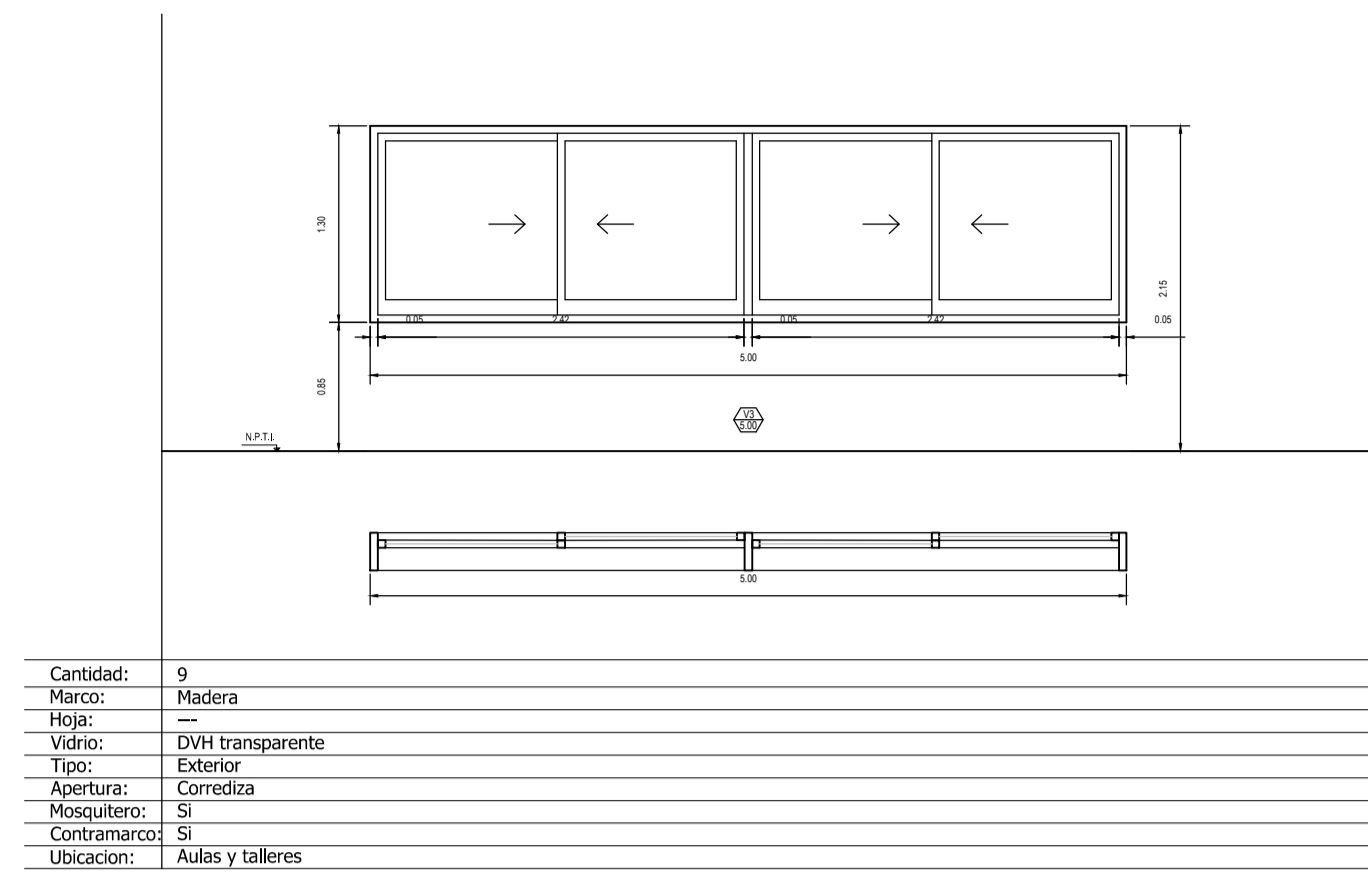 1.30
2.15
0.05 2.42 0.05 2.42 0.05
5.00
0.85
V3
5.00
N.P.T.I.
5.00
Cantidad: 9
Marco: Madera
Hoja: ---
Vidrio: DVH transparente
Tipo: Exterior
Apertura: Corrediza
Mosquitero: Si
Contramarco: Si
Ubicacion: Aulas y talleres